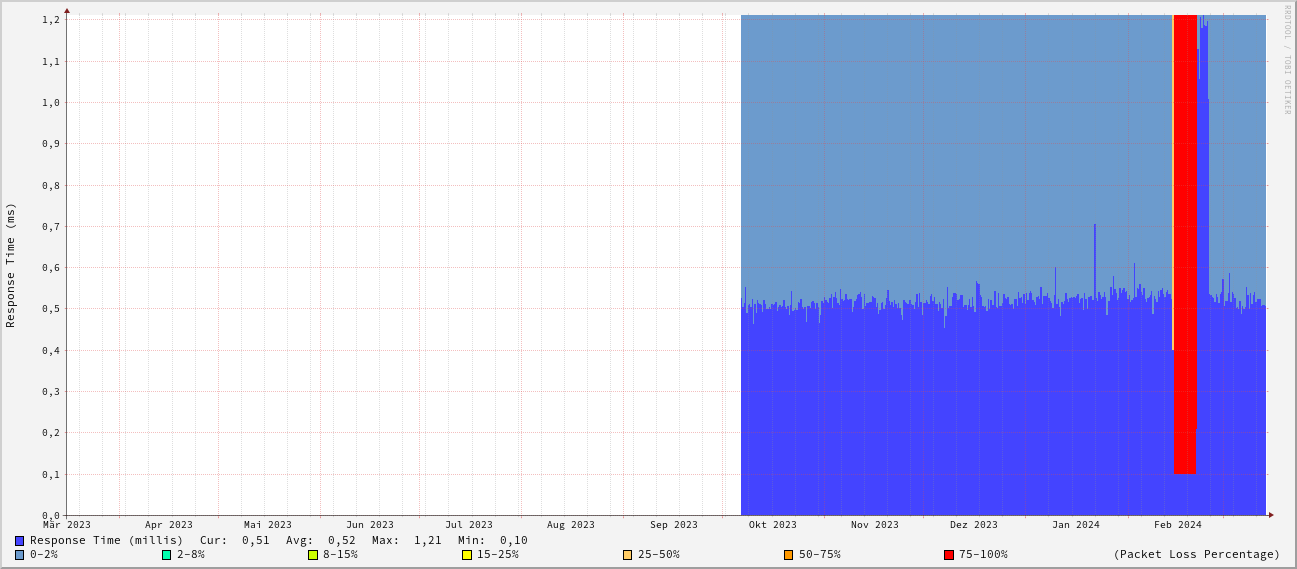 RRDTOOL / TOBI OETIKER
Response Time (ms)
1,2
1,1
1,0
0,9
0,8
0,7
0,6
0,5
0,4
0,3
0,2
0,1
0,0
Mär 2023 Apr 2023 Mai 2023 Jun 2023 Jul 2023 Aug 2023 Sep 2023 Okt 2023 Nov 2023 Dez 2023 Jan 2024 Feb 2024
Response Time (millis) Cur: 0,51 Avg: 0,52 Max: 1,21 Min: 0,10
0-2% 2-8% 8-15% 15-25% 25-50% 50-75% 75-100% (Packet Loss Percentage)